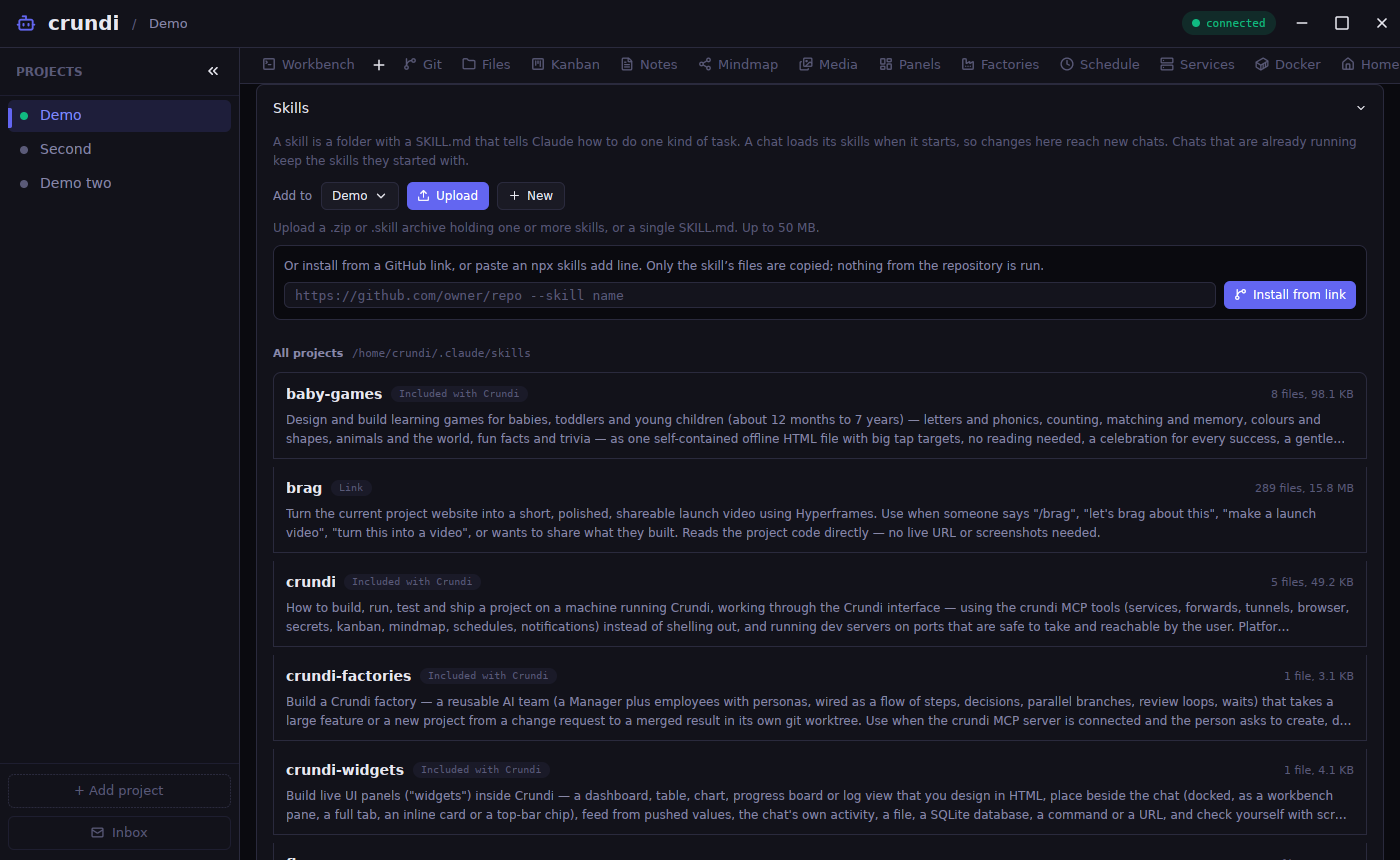 crundi / Demo
connected
PROJECTS
Demo
Second
Demo two
+ Add project
Inbox
Workbench
+
Git
Files
Kanban
Notes
Mindmap
Media
Panels
Factories
Schedule
Services
Docker
Home
Skills
A skill is a folder with a SKILL.md that tells Claude how to do one kind of task. A chat loads its skills when it starts, so changes here reach new chats. Chats that are already running
keep the skills they started with.
Add to Demo Upload + New
Upload a .zip or .skill archive holding one or more skills, or a single SKILL.md. Up to 50 MB.
Or install from a GitHub link, or paste an npx skills add line. Only the skill’s files are copied; nothing from the repository is run.
https://github.com/owner/repo --skill name Install from link
All projects /home/crundi/.claude/skills
baby-games Included with Crundi 8 files, 98.1 KB
Design and build learning games for babies, toddlers and young children (about 12 months to 7 years) — letters and phonics, counting, matching and memory, colours and
shapes, animals and the world, fun facts and trivia — as one self-contained offline HTML file with big tap targets, no reading needed, a celebration for every success, a gentle…
brag Link 289 files, 15.8 MB
Turn the current project website into a short, polished, shareable launch video using Hyperframes. Use when someone says "/brag", "let's brag about this", "make a launch
video", "turn this into a video", or wants to share what they built. Reads the project code directly — no live URL or screenshots needed.
crundi Included with Crundi 5 files, 49.2 KB
How to build, run, test and ship a project on a machine running Crundi, working through the Crundi interface — using the crundi MCP tools (services, forwards, tunnels, browser,
secrets, kanban, mindmap, schedules, notifications) instead of shelling out, and running dev servers on ports that are safe to take and reachable by the user. Platfor…
crundi-factories Included with Crundi 1 file, 3.1 KB
Build a Crundi factory — a reusable AI team (a Manager plus employees with personas, wired as a flow of steps, decisions, parallel branches, review loops, waits) that takes a
large feature or a new project from a change request to a merged result in its own git worktree. Use when the crundi MCP server is connected and the person asks to create, d…
crundi-widgets Included with Crundi 1 file, 4.1 KB
Build live UI panels ("widgets") inside Crundi — a dashboard, table, chart, progress board or log view that you design in HTML, place beside the chat (docked, as a workbench
pane, a full tab, an inline card or a top-bar chip), feed from pushed values, the chat's own activity, a file, a SQLite database, a command or a URL, and check yourself with scr…